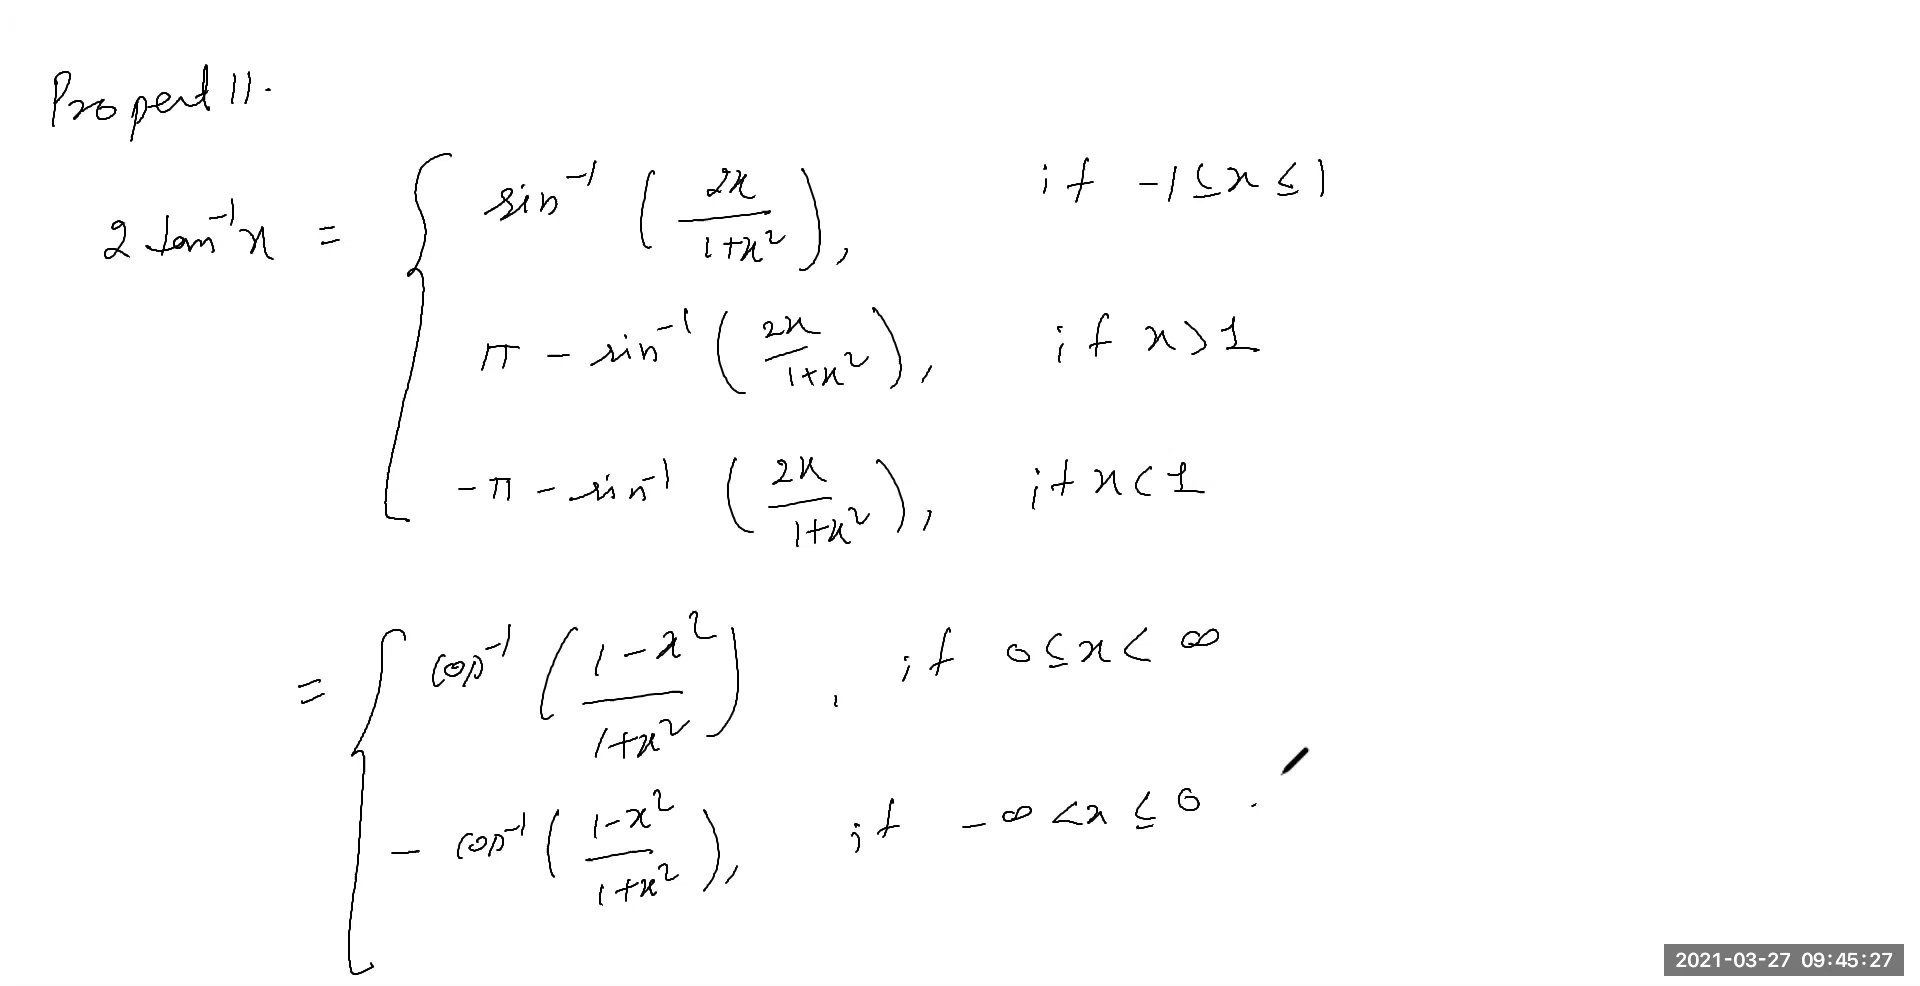 Propert 11.
2 tan⁻¹x = { sin⁻¹ (2x / 1+x²), if -1 ≤ x ≤ 1
π - sin⁻¹ (2x / 1+x²), if x > 1
-π - sin⁻¹ (2x / 1+x²), if x < 1
= { cos⁻¹ (1-x² / 1+x²), if 0 ≤ x < ∞
- cos⁻¹ (1-x² / 1+x²), if -∞ < x ≤ 0.
2021-03-27 09:45:27